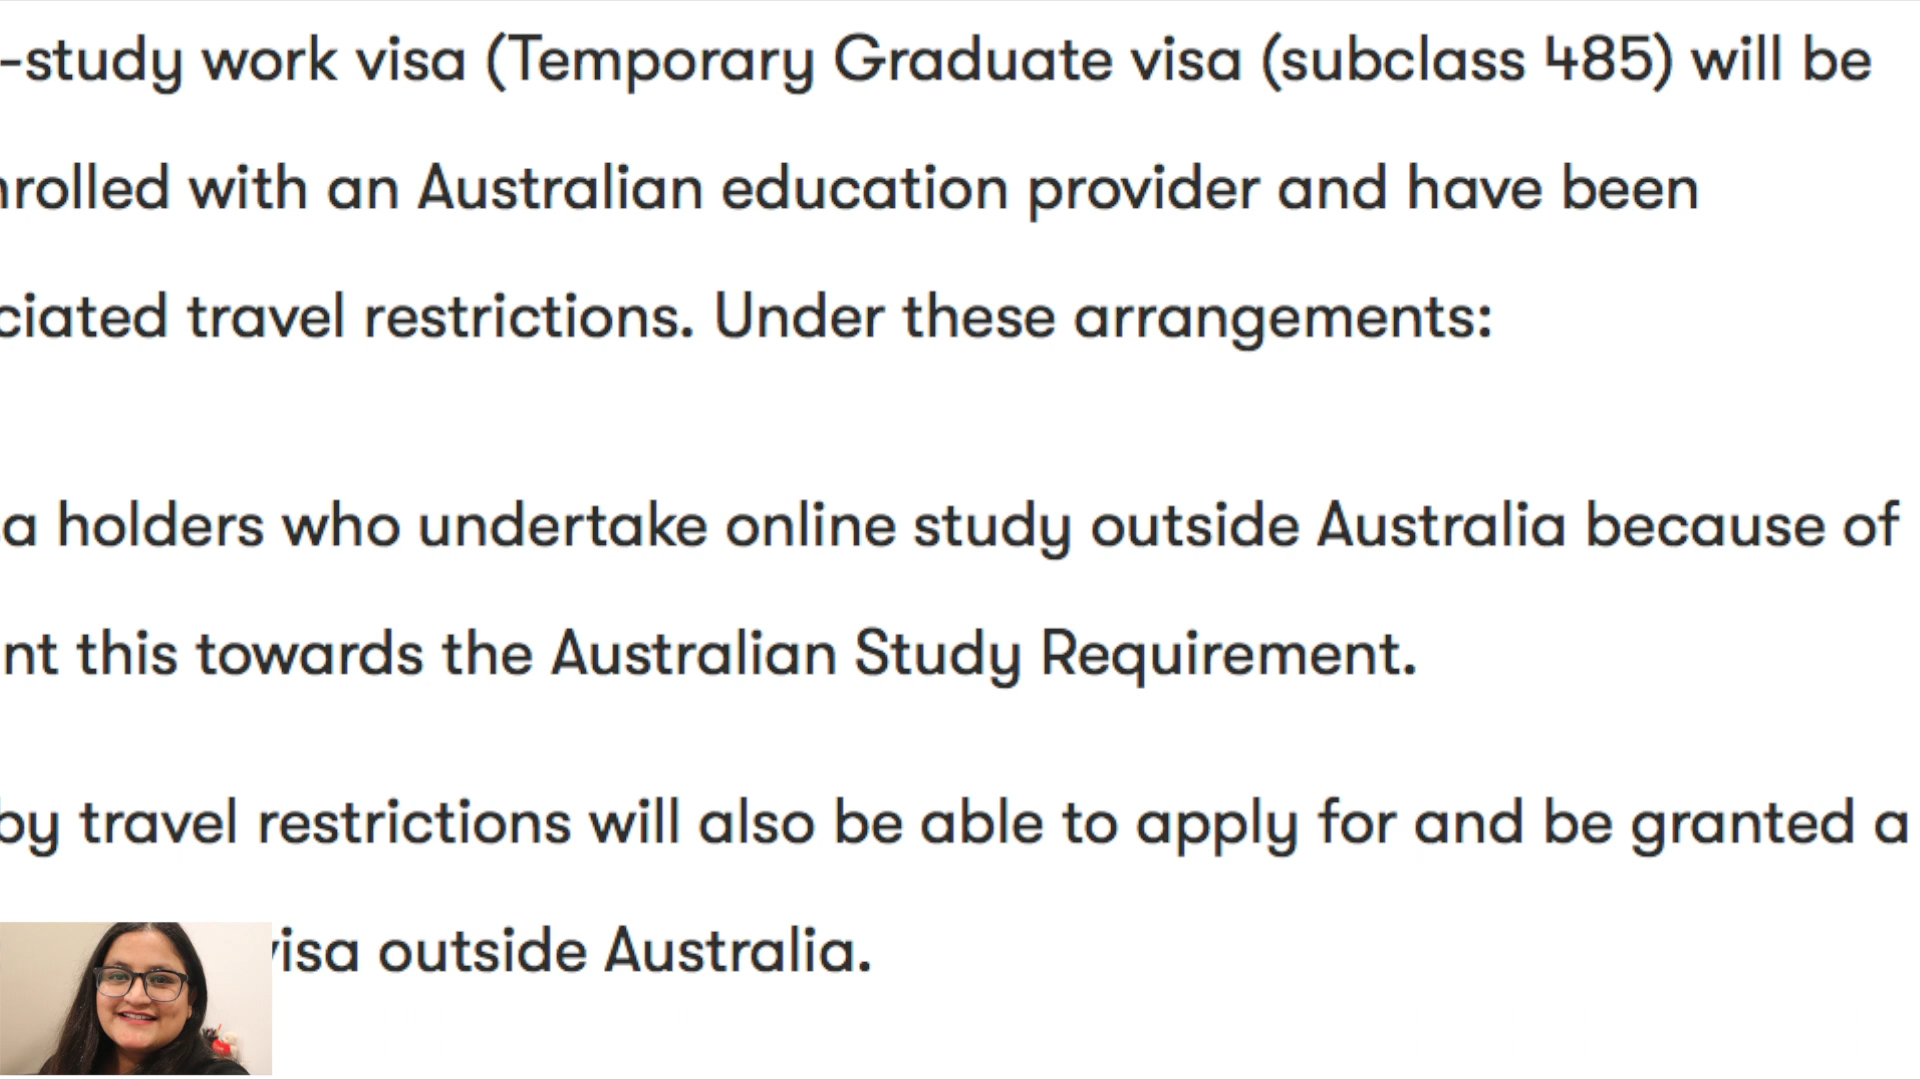 -study work visa (Temporary Graduate visa (subclass 485) will be
nrolled with an Australian education provider and have been
ciated travel restrictions. Under these arrangements:
a holders who undertake online study outside Australia because of
nt this towards the Australian Study Requirement.
by travel restrictions will also be able to apply for and be granted a
visa outside Australia.